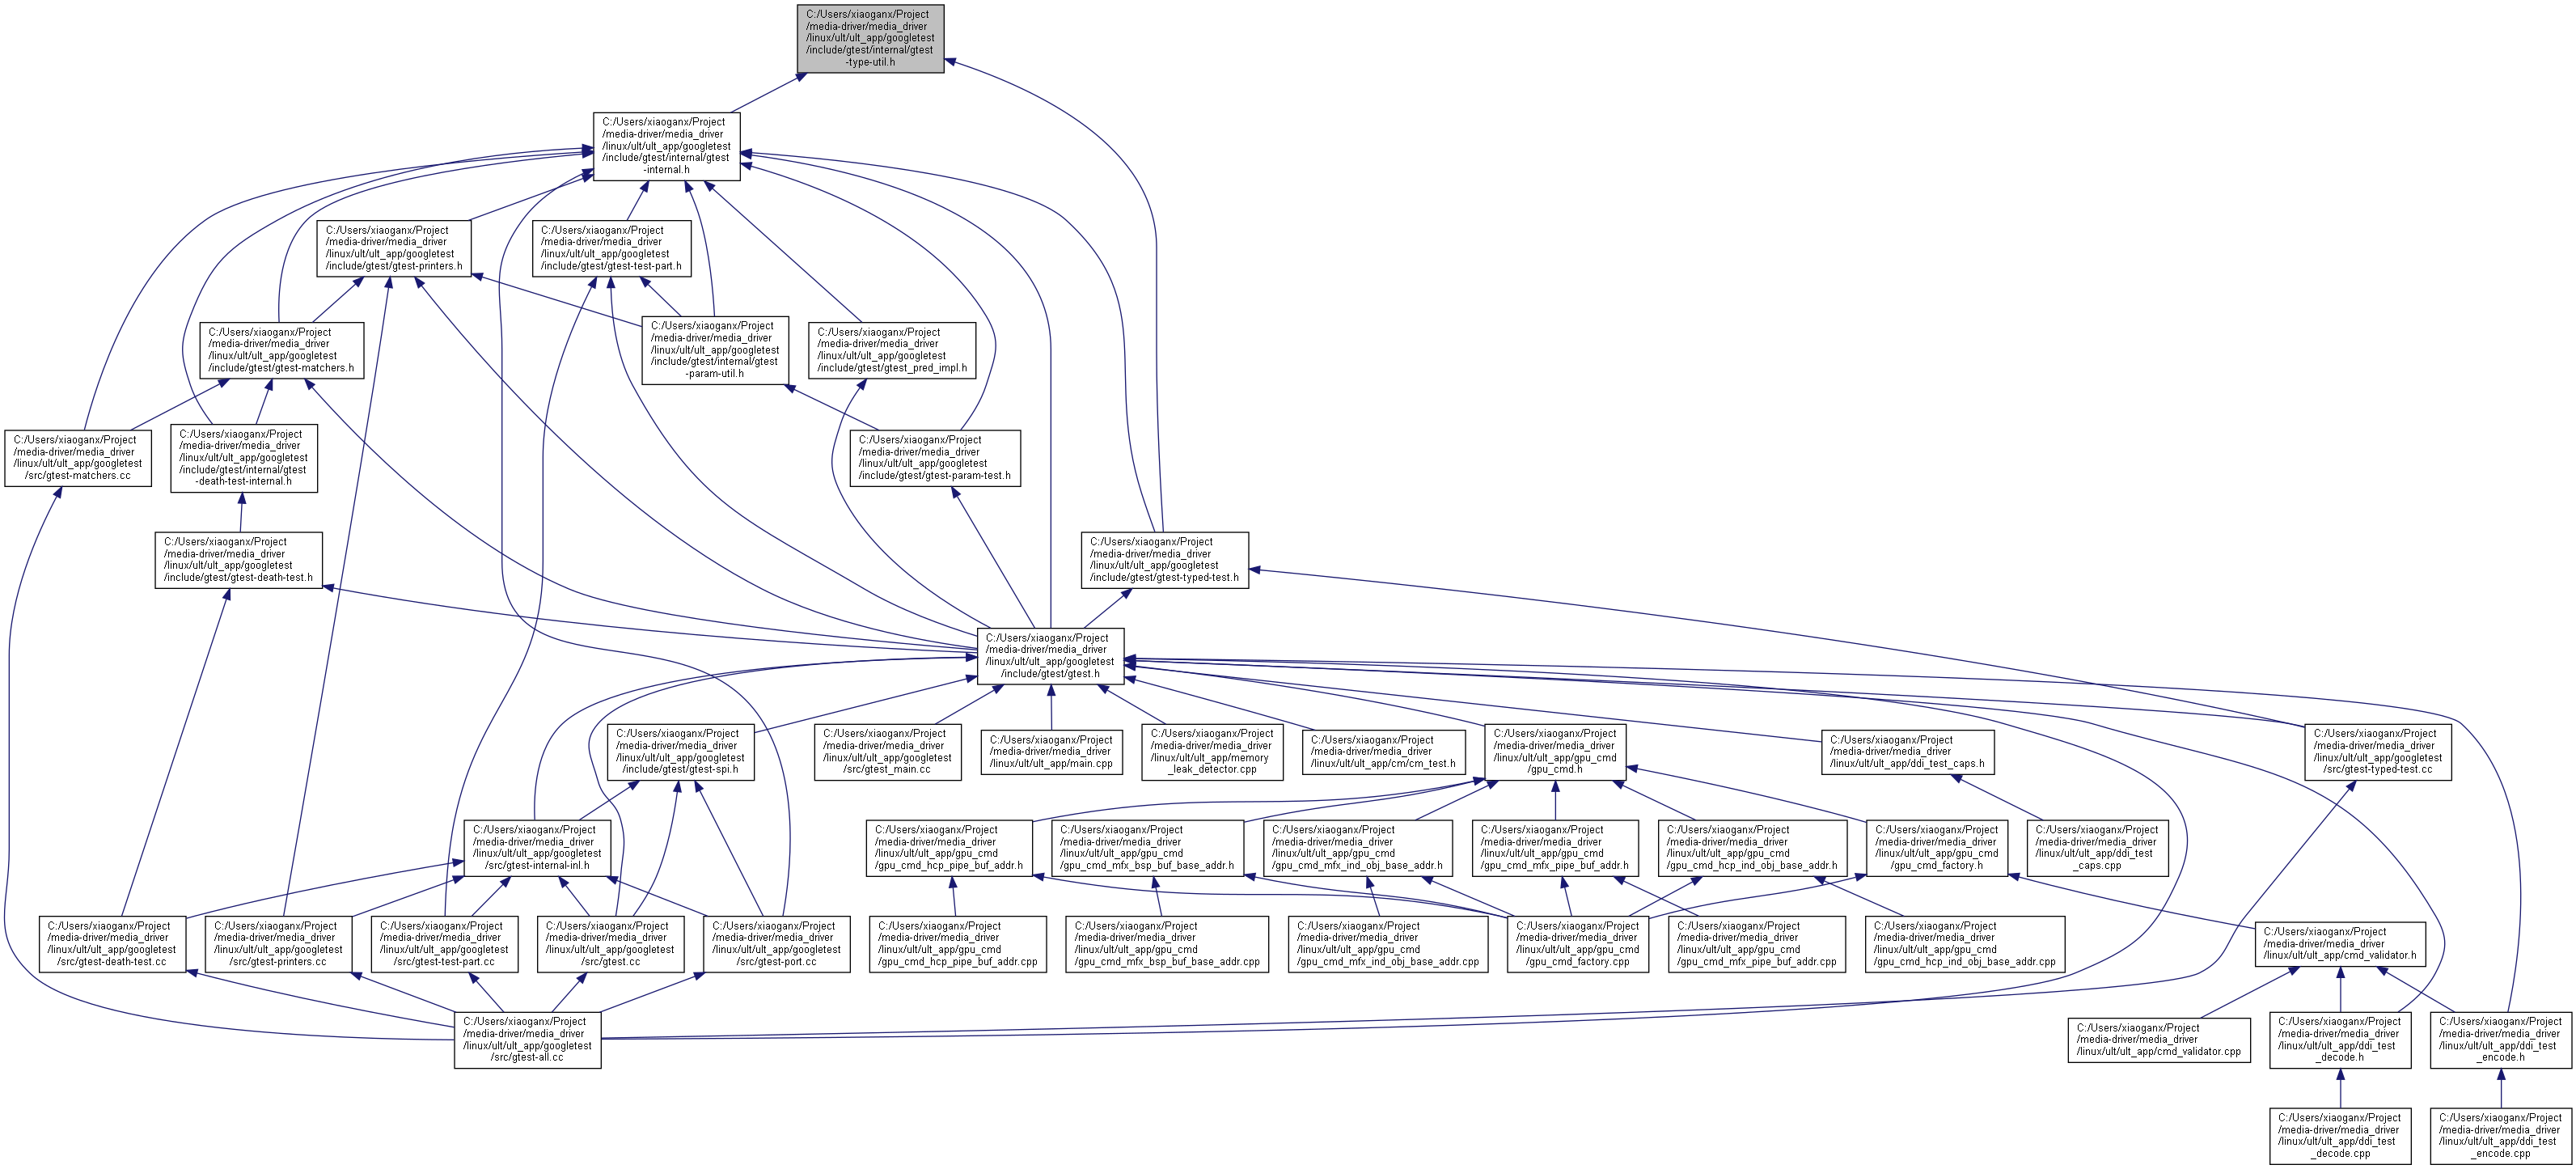 C:/Users/xiaoganx/Project
/media-driver/media_driver
/linux/ult/ult_app/googletest
/include/gtest/internal/gtest
-type-util.h
C:/Users/xiaoganx/Project
/media-driver/media_driver
/linux/ult/ult_app/googletest
/include/gtest/internal/gtest
-internal.h
C:/Users/xiaoganx/Project
/media-driver/media_driver
/linux/ult/ult_app/googletest
/include/gtest/gtest-printers.h
C:/Users/xiaoganx/Project
/media-driver/media_driver
/linux/ult/ult_app/googletest
/include/gtest/gtest-test-part.h
C:/Users/xiaoganx/Project
/media-driver/media_driver
/linux/ult/ult_app/googletest
/include/gtest/gtest-matchers.h
C:/Users/xiaoganx/Project
/media-driver/media_driver
/linux/ult/ult_app/googletest
/include/gtest/internal/gtest
-param-util.h
C:/Users/xiaoganx/Project
/media-driver/media_driver
/linux/ult/ult_app/googletest
/include/gtest/gtest_pred_impl.h
C:/Users/xiaoganx/Project
/media-driver/media_driver
/linux/ult/ult_app/googletest
/src/gtest-matchers.cc
C:/Users/xiaoganx/Project
/media-driver/media_driver
/linux/ult/ult_app/googletest
/include/gtest/internal/gtest
-death-test-internal.h
C:/Users/xiaoganx/Project
/media-driver/media_driver
/linux/ult/ult_app/googletest
/include/gtest/gtest-param-test.h
C:/Users/xiaoganx/Project
/media-driver/media_driver
/linux/ult/ult_app/googletest
/include/gtest/gtest-death-test.h
C:/Users/xiaoganx/Project
/media-driver/media_driver
/linux/ult/ult_app/googletest
/include/gtest/gtest-typed-test.h
C:/Users/xiaoganx/Project
/media-driver/media_driver
/linux/ult/ult_app/googletest
/include/gtest/gtest.h
C:/Users/xiaoganx/Project
/media-driver/media_driver
/linux/ult/ult_app/googletest
/include/gtest/gtest-spi.h
C:/Users/xiaoganx/Project
/media-driver/media_driver
/linux/ult/ult_app/googletest
/src/gtest_main.cc
C:/Users/xiaoganx/Project
/media-driver/media_driver
/linux/ult/ult_app/main.cpp
C:/Users/xiaoganx/Project
/media-driver/media_driver
/linux/ult/ult_app/memory
_leak_detector.cpp
C:/Users/xiaoganx/Project
/media-driver/media_driver
/linux/ult/ult_app/cm/cm_test.h
C:/Users/xiaoganx/Project
/media-driver/media_driver
/linux/ult/ult_app/gpu_cmd
/gpu_cmd.h
C:/Users/xiaoganx/Project
/media-driver/media_driver
/linux/ult/ult_app/ddi_test_caps.h
C:/Users/xiaoganx/Project
/media-driver/media_driver
/linux/ult/ult_app/googletest
/src/gtest-typed-test.cc
C:/Users/xiaoganx/Project
/media-driver/media_driver
/linux/ult/ult_app/googletest
/src/gtest-internal-inl.h
C:/Users/xiaoganx/Project
/media-driver/media_driver
/linux/ult/ult_app/gpu_cmd
/gpu_cmd_hcp_pipe_buf_addr.h
C:/Users/xiaoganx/Project
/media-driver/media_driver
/linux/ult/ult_app/gpu_cmd
/gpu_cmd_mfx_bsp_buf_base_addr.h
C:/Users/xiaoganx/Project
/media-driver/media_driver
/linux/ult/ult_app/gpu_cmd
/gpu_cmd_mfx_ind_obj_base_addr.h
C:/Users/xiaoganx/Project
/media-driver/media_driver
/linux/ult/ult_app/gpu_cmd
/gpu_cmd_mfx_pipe_buf_addr.h
C:/Users/xiaoganx/Project
/media-driver/media_driver
/linux/ult/ult_app/gpu_cmd
/gpu_cmd_hcp_ind_obj_base_addr.h
C:/Users/xiaoganx/Project
/media-driver/media_driver
/linux/ult/ult_app/gpu_cmd
/gpu_cmd_factory.h
C:/Users/xiaoganx/Project
/media-driver/media_driver
/linux/ult/ult_app/ddi_test
_caps.cpp
C:/Users/xiaoganx/Project
/media-driver/media_driver
/linux/ult/ult_app/googletest
/src/gtest-death-test.cc
C:/Users/xiaoganx/Project
/media-driver/media_driver
/linux/ult/ult_app/googletest
/src/gtest-printers.cc
C:/Users/xiaoganx/Project
/media-driver/media_driver
/linux/ult/ult_app/googletest
/src/gtest-test-part.cc
C:/Users/xiaoganx/Project
/media-driver/media_driver
/linux/ult/ult_app/googletest
/src/gtest.cc
C:/Users/xiaoganx/Project
/media-driver/media_driver
/linux/ult/ult_app/googletest
/src/gtest-port.cc
C:/Users/xiaoganx/Project
/media-driver/media_driver
/linux/ult/ult_app/gpu_cmd
/gpu_cmd_hcp_pipe_buf_addr.cpp
C:/Users/xiaoganx/Project
/media-driver/media_driver
/linux/ult/ult_app/gpu_cmd
/gpu_cmd_mfx_bsp_buf_base_addr.cpp
C:/Users/xiaoganx/Project
/media-driver/media_driver
/linux/ult/ult_app/gpu_cmd
/gpu_cmd_mfx_ind_obj_base_addr.cpp
C:/Users/xiaoganx/Project
/media-driver/media_driver
/linux/ult/ult_app/gpu_cmd
/gpu_cmd_factory.cpp
C:/Users/xiaoganx/Project
/media-driver/media_driver
/linux/ult/ult_app/gpu_cmd
/gpu_cmd_mfx_pipe_buf_addr.cpp
C:/Users/xiaoganx/Project
/media-driver/media_driver
/linux/ult/ult_app/gpu_cmd
/gpu_cmd_hcp_ind_obj_base_addr.cpp
C:/Users/xiaoganx/Project
/media-driver/media_driver
/linux/ult/ult_app/cmd_validator.h
C:/Users/xiaoganx/Project
/media-driver/media_driver
/linux/ult/ult_app/googletest
/src/gtest-all.cc
C:/Users/xiaoganx/Project
/media-driver/media_driver
/linux/ult/ult_app/cmd_validator.cpp
C:/Users/xiaoganx/Project
/media-driver/media_driver
/linux/ult/ult_app/ddi_test
_decode.h
C:/Users/xiaoganx/Project
/media-driver/media_driver
/linux/ult/ult_app/ddi_test
_encode.h
C:/Users/xiaoganx/Project
/media-driver/media_driver
/linux/ult/ult_app/ddi_test
_decode.cpp
C:/Users/xiaoganx/Project
/media-driver/media_driver
/linux/ult/ult_app/ddi_test
_encode.cpp